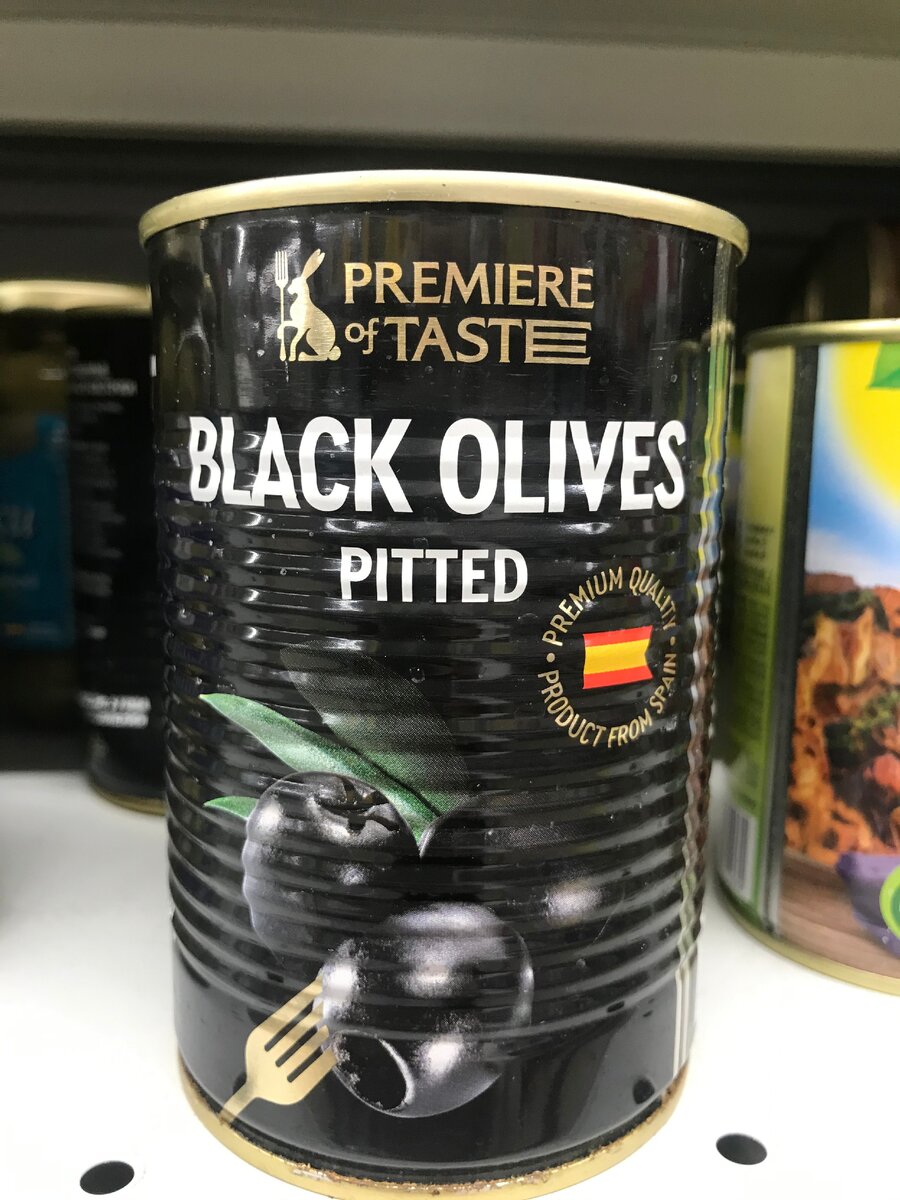 PREMIERE
of TASTE
BLACK OLIVES
PITTED
PREMIUM QUALITY
PRODUCT FROM SPAIN